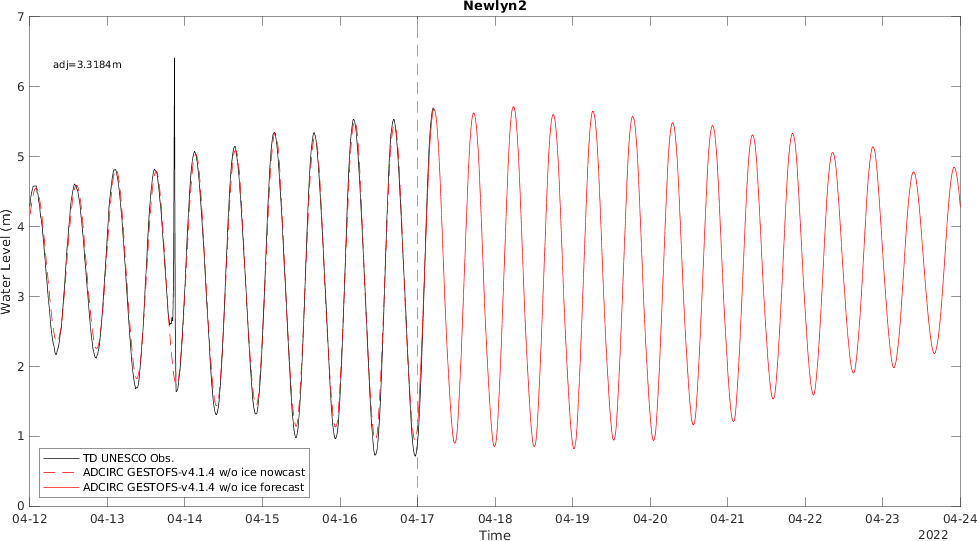 Newlyn2
7
6
5
4
3
2
1
0
Water Level (m)
adj=3.3184m
TD UNESCO Obs.
ADCIRC GESTOFS-v4.1.4 w/o ice nowcast
ADCIRC GESTOFS-v4.1.4 w/o ice forecast
04-12 04-13 04-14 04-15 04-16 04-17 04-18 04-19 04-20 04-21 04-22 04-23 04-24
Time
2022